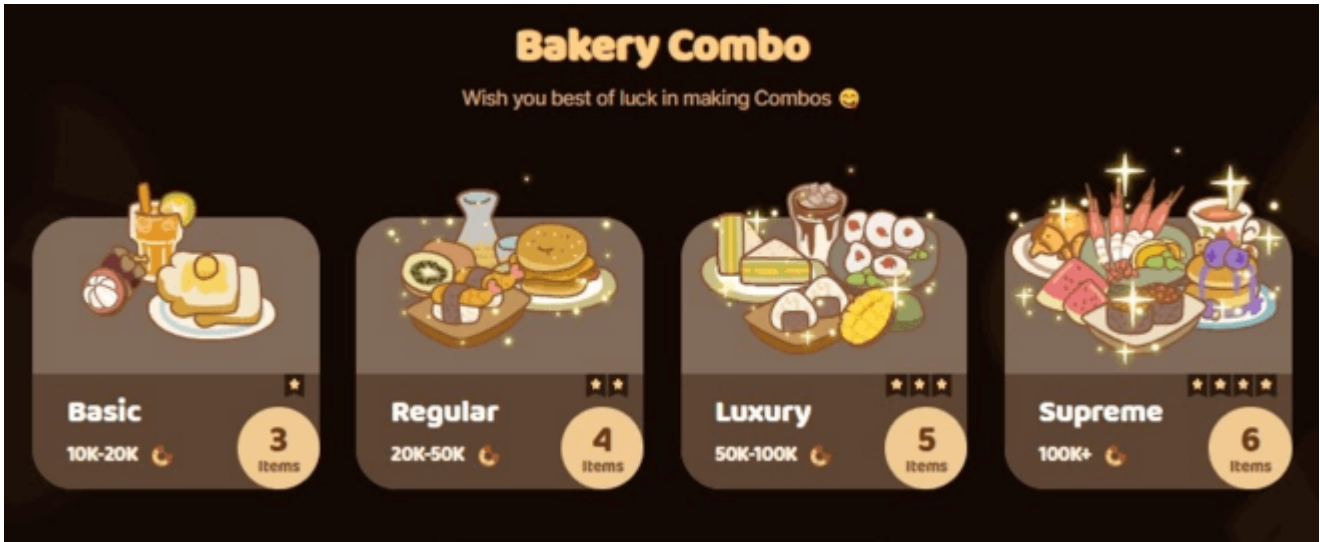 Bakery Combo
Wish you best of luck in making Combos 😋
Basic
10K-20K
3
Items
Regular
20K-50K
4
Items
Luxury
50K-100K
5
Items
Supreme
100K+
6
Items